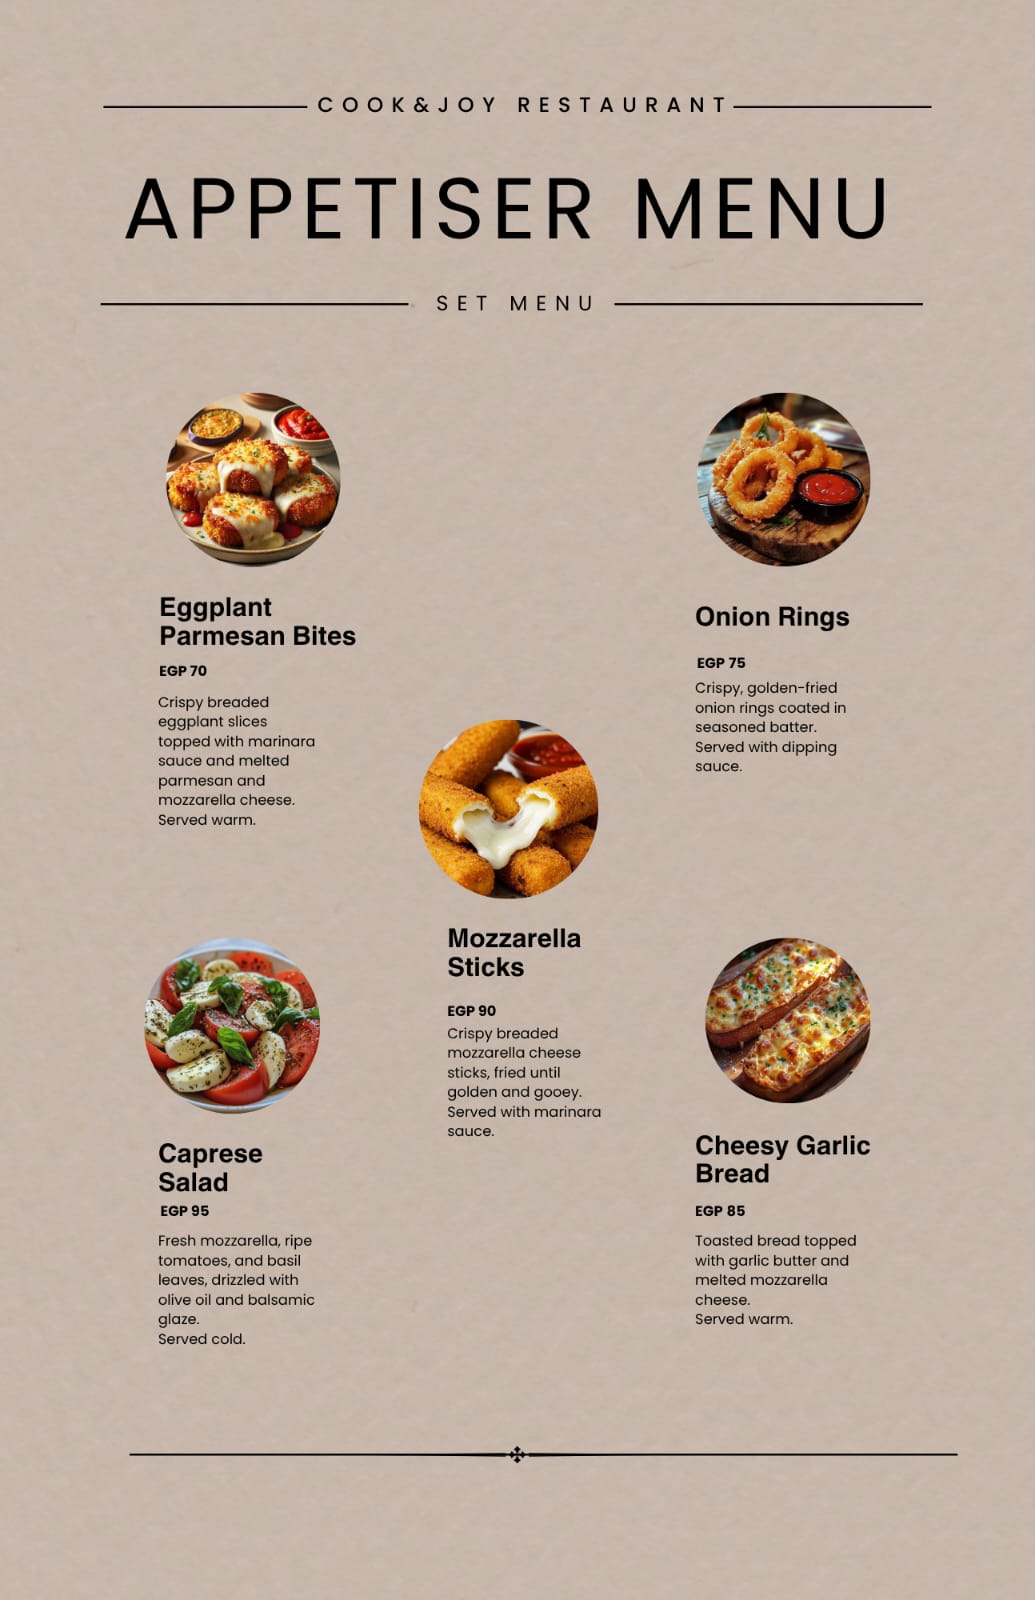 COOK&JOY RESTAURANT
APPETISER MENU
SET MENU
Eggplant
Parmesan Bites
EGP 70
Crispy breaded
eggplant slices
topped with marinara
sauce and melted
parmesan and
mozzarella cheese.
Served warm.
Onion Rings
EGP 75
Crispy, golden-fried
onion rings coated in
seasoned batter.
Served with dipping
sauce.
Mozzarella
Sticks
EGP 90
Crispy breaded
mozzarella cheese
sticks, fried until
golden and gooey.
Served with marinara
sauce.
Caprese
Salad
EGP 95
Fresh mozzarella, ripe
tomatoes, and basil
leaves, drizzled with
olive oil and balsamic
glaze.
Served cold.
Cheesy Garlic
Bread
EGP 85
Toasted bread topped
with garlic butter and
melted mozzarella
cheese.
Served warm.